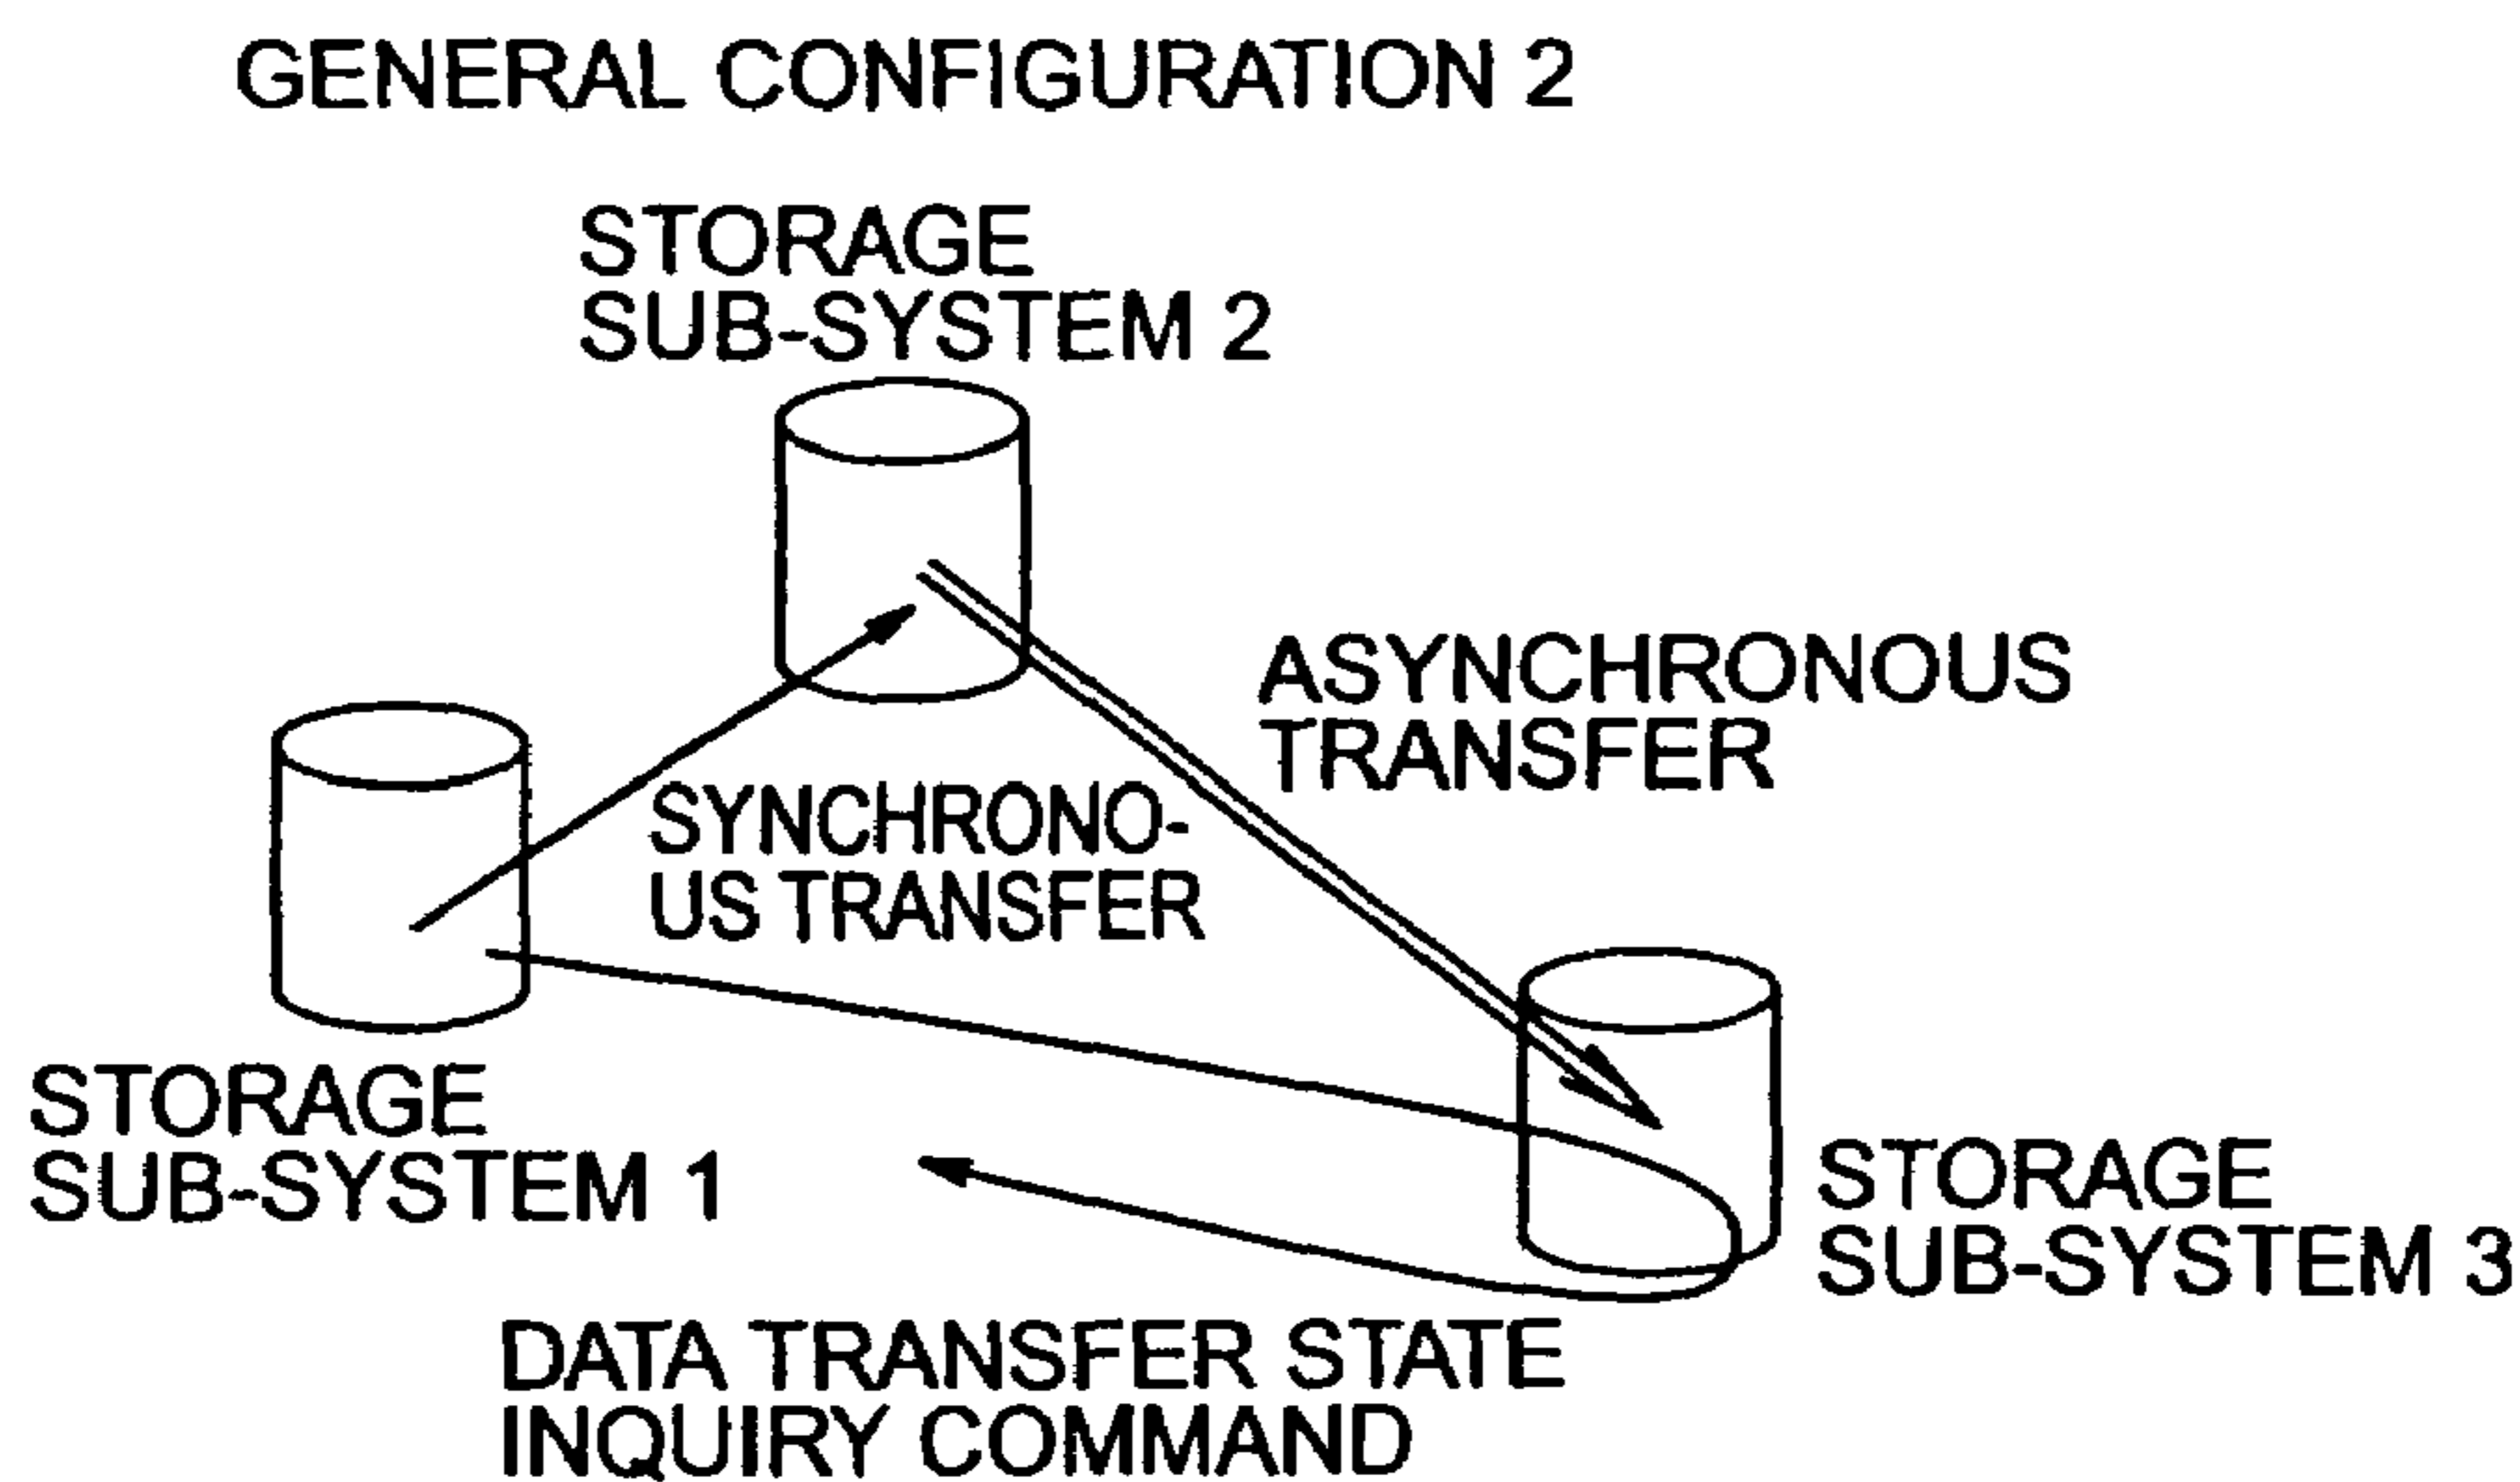 GENERAL CONFIGURATION 2
STORAGE
SUB-SYSTEM 2
ASYNCHRONOUS
TRANSFER
SYNCHRONO-
US TRANSFER
STORAGE
SUB-SYSTEM 1
STORAGE
SUB-SYSTEM 3
DATA TRANSFER STATE
INQUIRY COMMAND